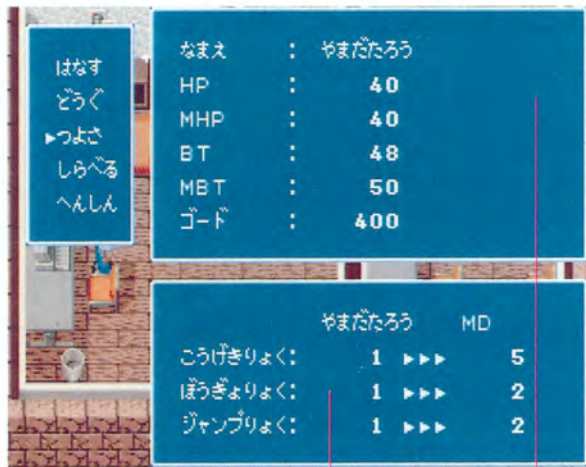 はなす
どうぐ
▶つよさ
しらべる
へんしん
なまえ : やまだたろう
HP : 40
MHP : 40
BT : 48
MBT : 50
ゴード : 400
やまだたろう MD
こうげきりょく: 1 ▶▶▶ 5
ぼうぎょりょく: 1 ▶▶▶ 2
ジャンプりょく: 1 ▶▶▶ 2